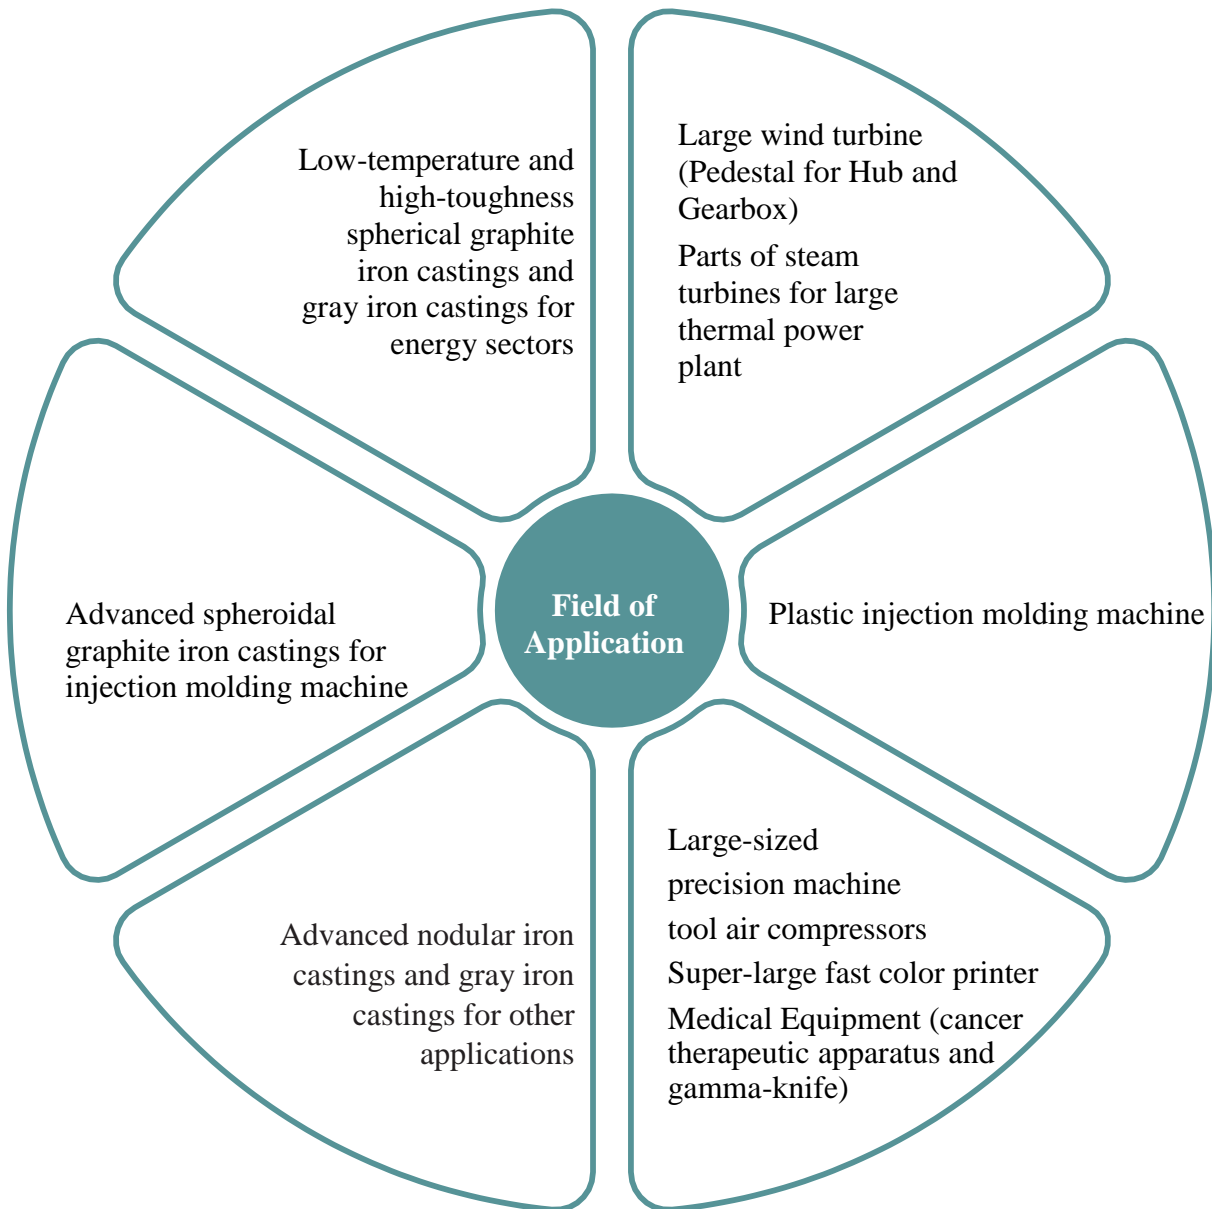 Low-temperature and
high-toughness
spherical graphite
iron castings and
gray iron castings for
energy sectors
Large wind turbine
(Pedestal for Hub and
Gearbox)
Parts of steam
turbines for large
thermal power
plant
Advanced spheroidal
graphite iron castings for
injection molding machine
Field of
Application
Plastic injection molding machine
Advanced nodular iron
castings and gray iron
castings for other
applications
Large-sized
precision machine
tool air compressors
Super-large fast color printer
Medical Equipment (cancer
therapeutic apparatus and
gamma-knife)